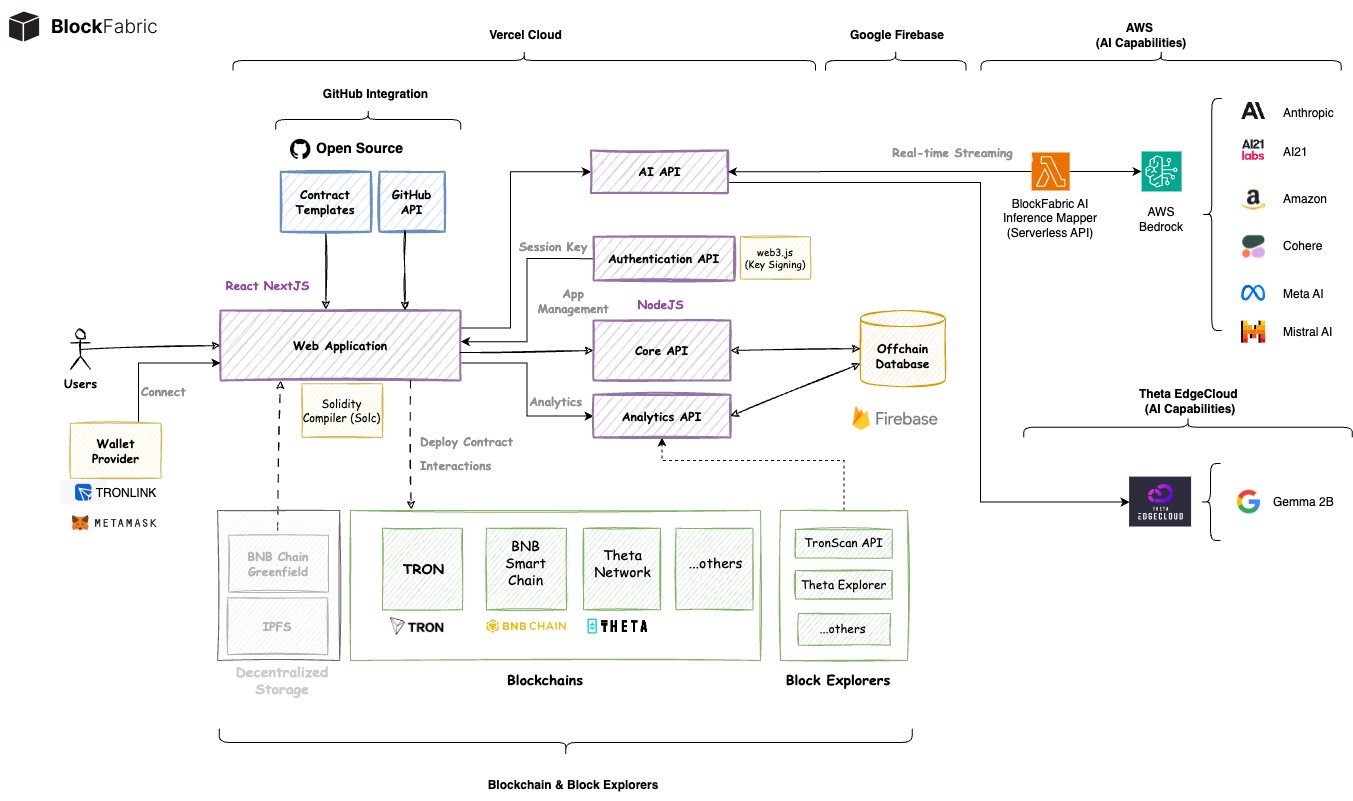 BlockFabric
Vercel Cloud
Google Firebase
AWS
(AI Capabilities)
GitHub Integration
Open Source
Contract
Templates
GitHub
API
AI API
Real-time Streaming
BlockFabric AI
Inference Mapper
(Serverless API)
AWS
Bedrock
Anthropic
AI21
labs
AI21
Amazon
Cohere
Meta AI
Mistral AI
Session Key
Authentication API
web3.js
(Key Signing)
React NextJS
App
Management
NodeJS
Users
Web Application
Core API
Offchain
Database
Connect
Solidity
Compiler (Solc)
Analytics
Analytics API
Firebase
Theta EdgeCloud
(AI Capabilities)
Wallet
Provider
TRONLINK
METAMASK
Deploy Contract
Interactions
THETA
EDGECLOUD
Gemma 2B
BNB Chain
Greenfield
IPFS
Decentralized
Storage
TRON
BNB
Smart
Chain
Theta
Network
...others
TRON
BNB CHAIN
THETA
Blockchains
TronScan API
Theta Explorer
...others
Block Explorers
Blockchain & Block Explorers